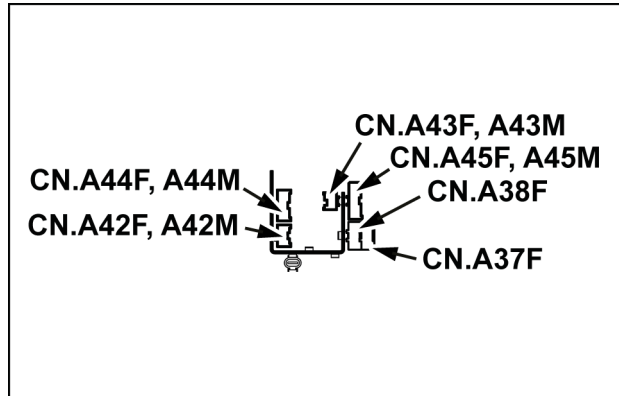 CN.A43F, A43M
CN.A45F, A45M
CN.A44F, A44M
CN.A38F
CN.A42F, A42M
CN.A37F